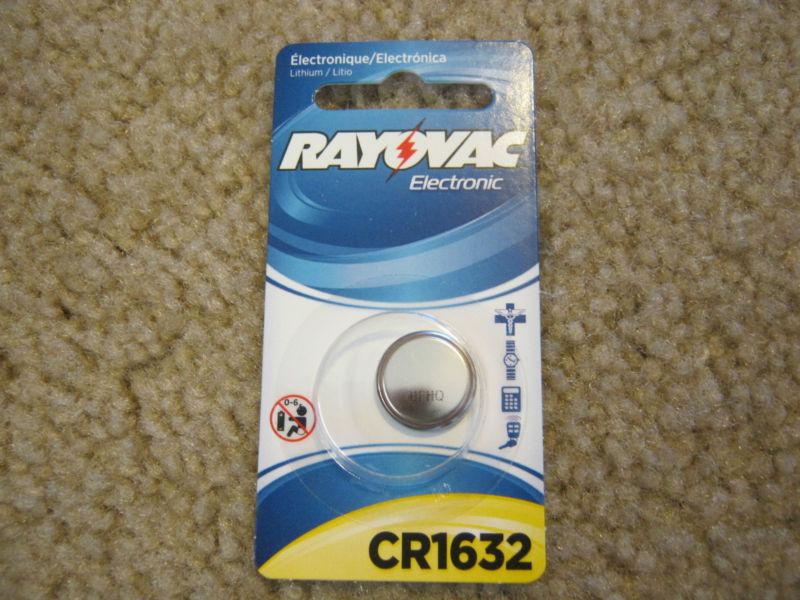 Électronique/Electrónica
Lithium / Litio
RAYOVAC
Electronic
0-6
CR1632